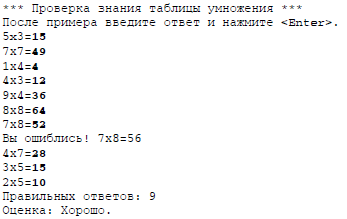 *** Проверка знания таблицы умножения ***
После примера введите ответ и нажмите <Enter>.
5x3=15
7x7=49
1x4=4
4x3=12
9x4=36
8x8=64
7x8=52
Вы ошиблись! 7x8=56
4x7=28
3x5=15
2x5=10
Правильных ответов: 9
Оценка: Хорошо.